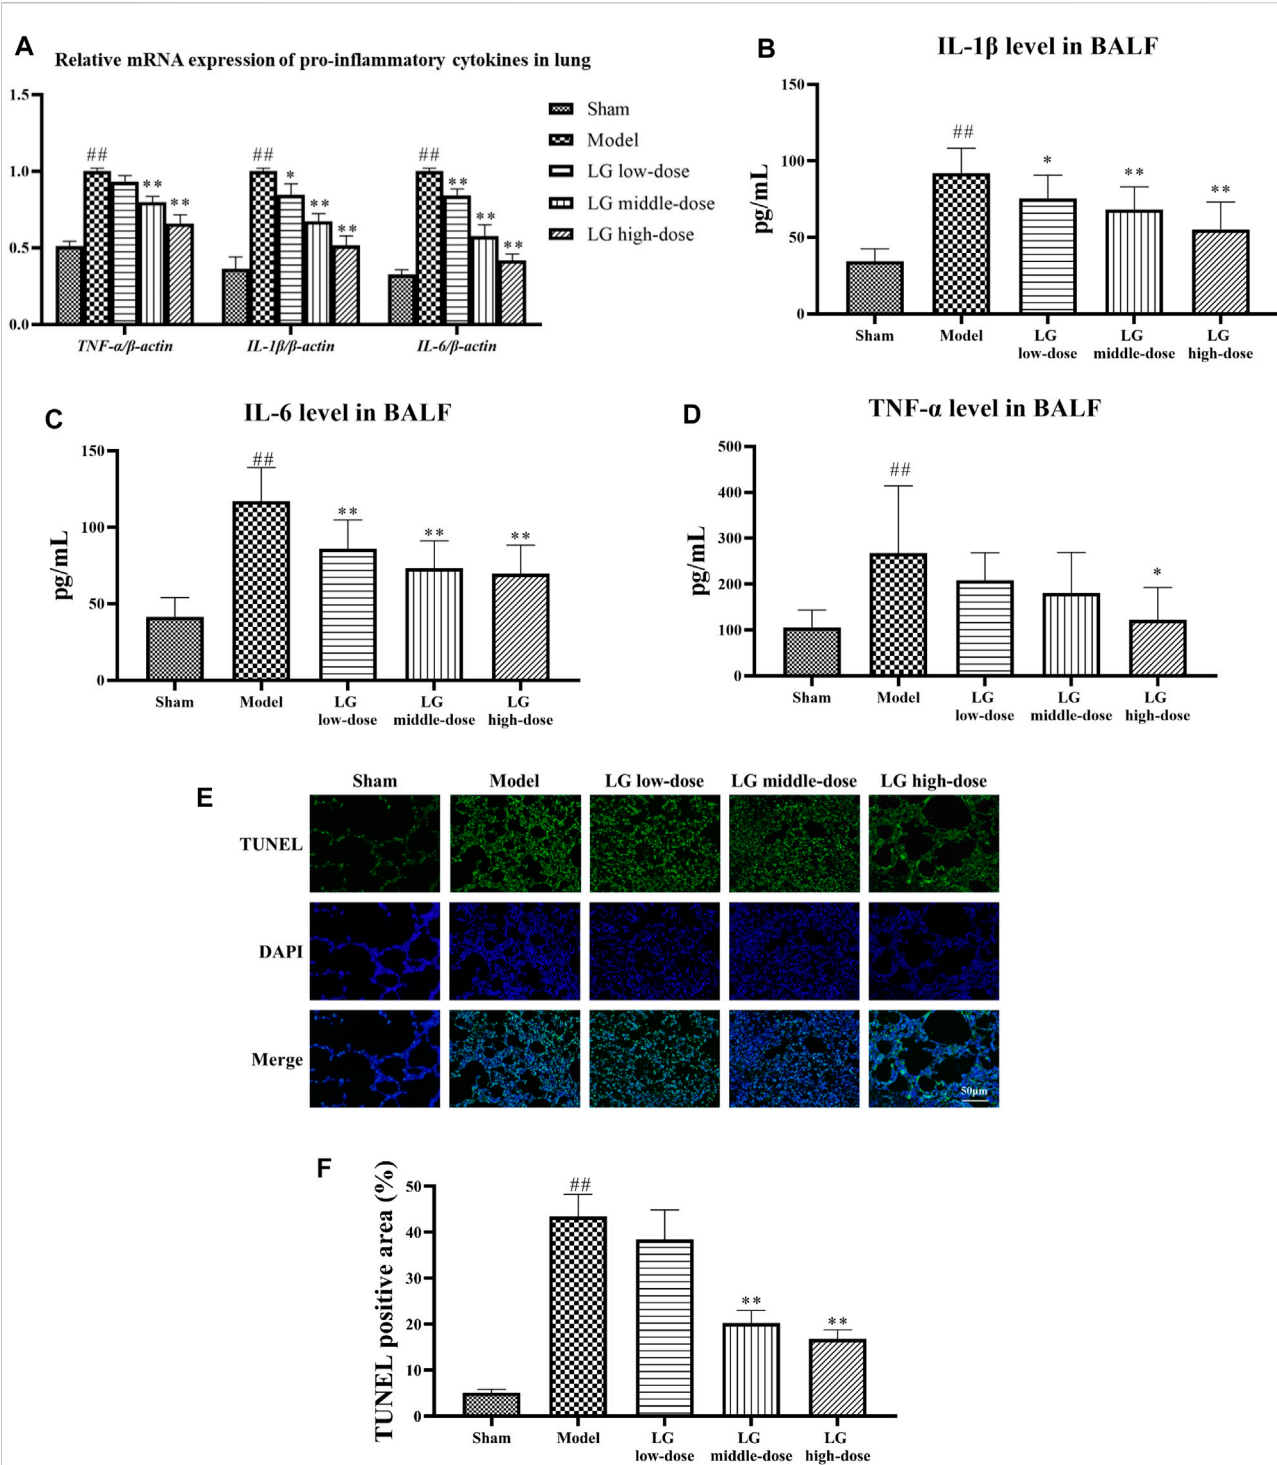 A
Relative mRNA expression of pro-inflammatory cytokines in lung
1.5
1.0
0.5
0.0
##
**
**
##
*
**
**
##
**
**
**
TNF-α/β-actin
IL-1β/β-actin
IL-6/β-actin
Sham
Model
LG low-dose
LG middle-dose
LG high-dose
B
IL-1β level in BALF
pg/mL
150
100
50
0
##
*
**
**
Sham
Model
LG
low-dose
LG
middle-dose
LG
high-dose
C
IL-6 level in BALF
pg/mL
150
100
50
0
##
**
**
**
Sham
Model
LG
low-dose
LG
middle-dose
LG
high-dose
D
TNF-α level in BALF
pg/mL
500
400
300
200
100
0
##
*
Sham
Model
LG
low-dose
LG
middle-dose
LG
high-dose
E
Sham
Model
LG low-dose
LG middle-dose
LG high-dose
TUNEL
DAPI
Merge
50μm
F
TUNEL positive area (%)
50
40
30
20
10
0
##
**
**
Sham
Model
LG
low-dose
LG
middle-dose
LG
high-dose